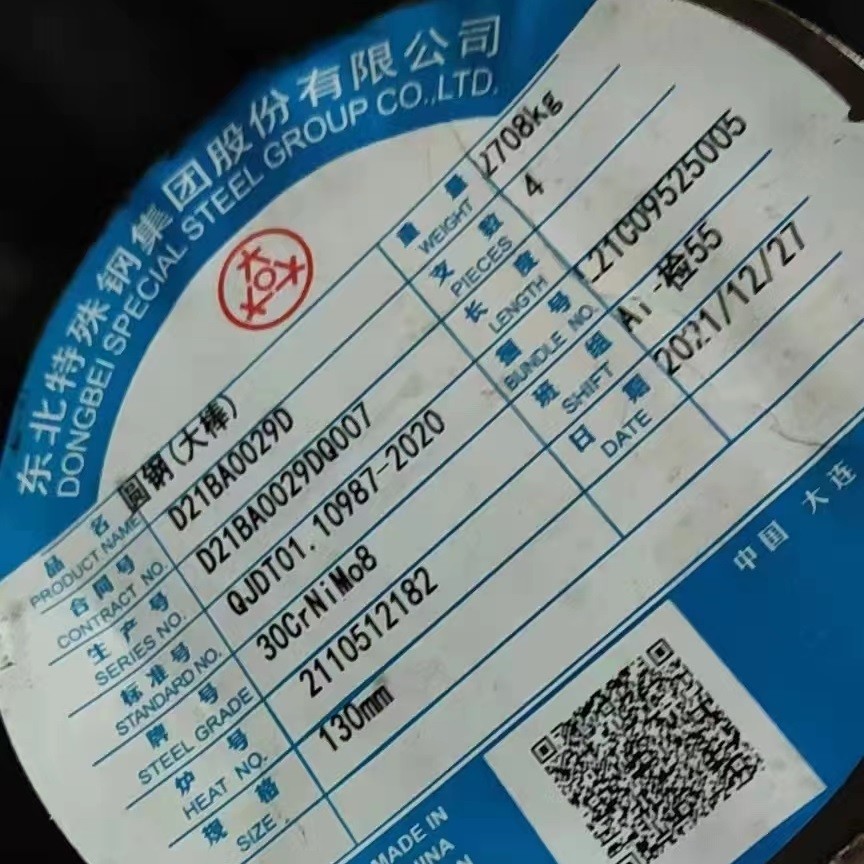 东北特殊钢集团股份有限公司
DONGBEI SPECIAL STEEL GROUP CO.,LTD.
品 名 圆钢(大棒)
PRODUCT NAME
合同号 D21BA0029D
CONTRACT NO.
生产号 D21BA0029DQ007
SERIES NO.
标准号 QJDT01.10987-2020
STANDARD NO.
牌 号 30CrNiMo8
STEEL GRADE
炉 号 2110512182
HEAT NO.
规 格 130mm
SIZE
重 量 2708kg
WEIGHT
支 数 4
PIECES
长 度
LENGTH
捆 号 L21C09525005
BUNDLE NO.
班 组 检55
SHIFT
日 期 2021/12/27
DATE
中国 大连
MADE IN